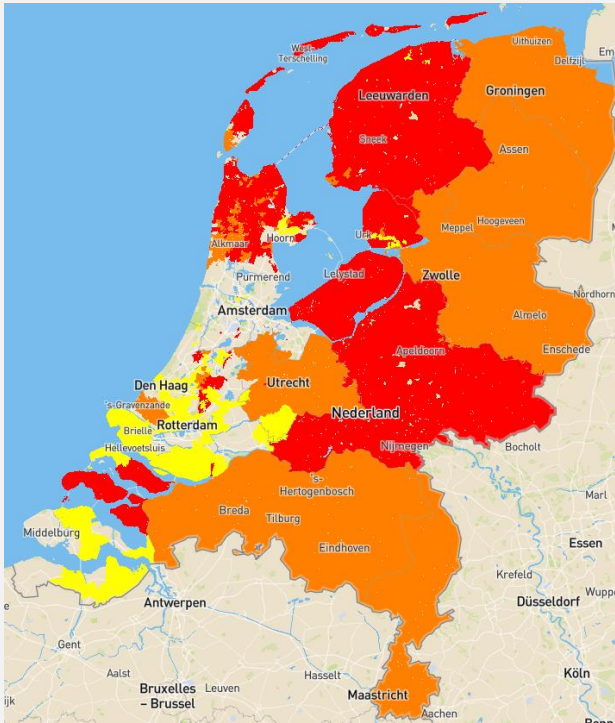 Uithuizen
Delfzijl
Em
West-
Terschelling
Leeuwarden
Groningen
Sneek
Assen
Hoogeveen
Meppel
Urk
Alkmaar
Hoorn
Purmerend
Lelystad
Zwolle
Nordhorn
Amsterdam
Almelo
Enschede
Apeldoorn
Den Haag
Utrecht
's-Gravenzande
Nederland
Rotterdam
Brielle
Hellevoetsluis
Nijmegen
Bocholt
's-
Hertogenbosch
Marl
Breda
Tilburg
Middelburg
Eindhoven
Essen
Krefeld
Wuppe
Antwerpen
Düsseldorf
Gent
Hasselt
Köln
Aalst
Leuven
Bruxelles
– Brussel
Maastricht
Aachen
ijk